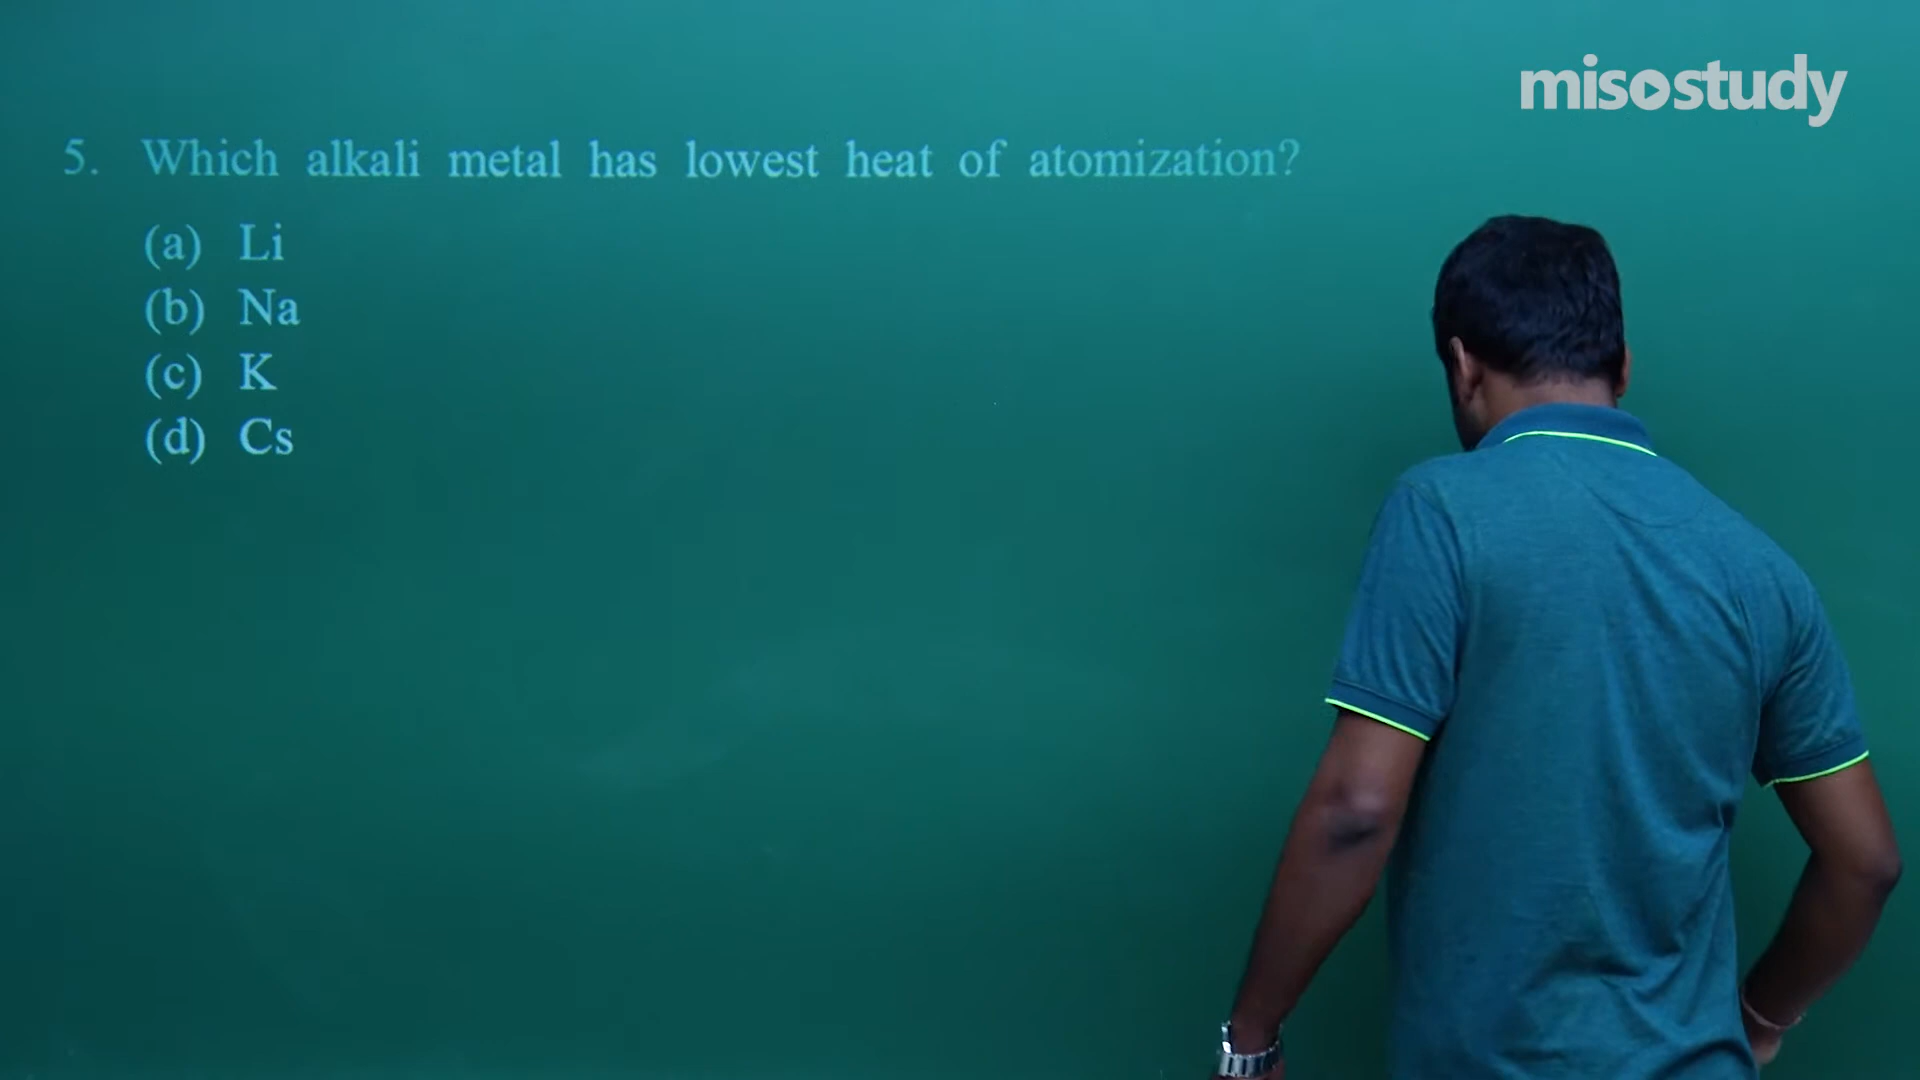 misostudy
5. Which alkali metal has lowest heat of atomization?
(a) Li
(b) Na
(c) K
(d) Cs